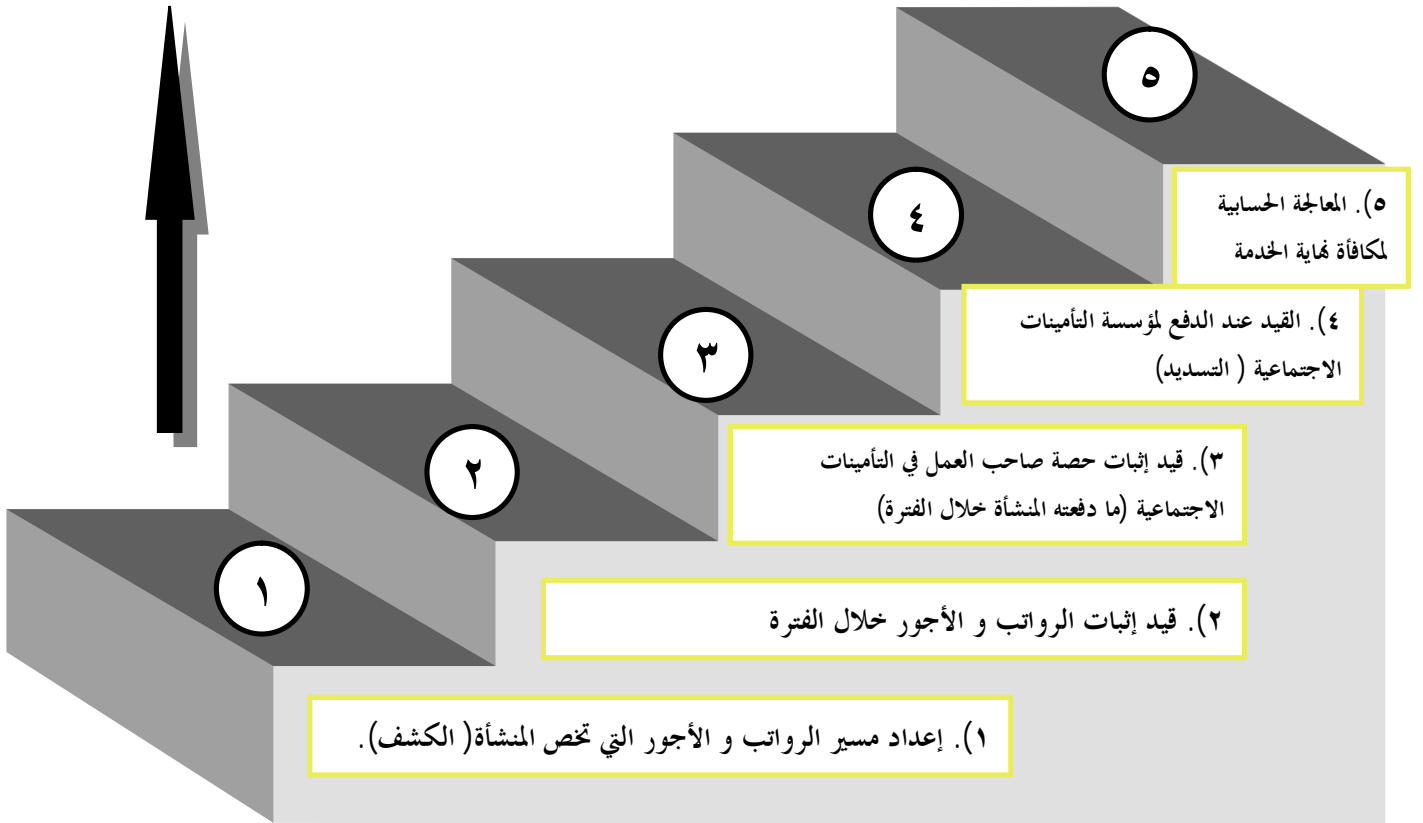 ٥
٥). المعالجة الحسابية
لمكافأة نهاية الخدمة
٤
٤). القيد عند الدفع لمؤسسة التأمينات
الاجتماعية ( التسديد)
٣
٣). قيد إثبات حصة صاحب العمل في التأمينات
الاجتماعية (ما دفعته المنشأة خلال الفترة)
٢
٢). قيد إثبات الرواتب و الأجور خلال الفترة
١
١). إعداد مسير الرواتب و الأجور التي تخص المنشأة( الكشف).